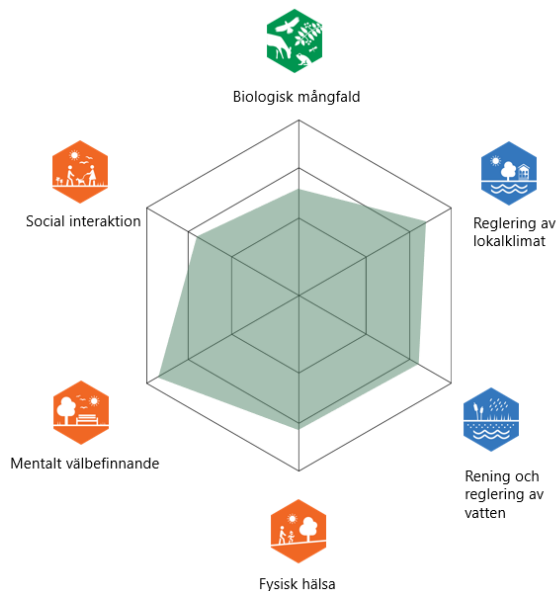 Biologisk mångfald
Social interaktion
Reglering av
lokalklimat
Mentalt välbefinnande
Rening och
reglering av
vatten
Fysisk hälsa